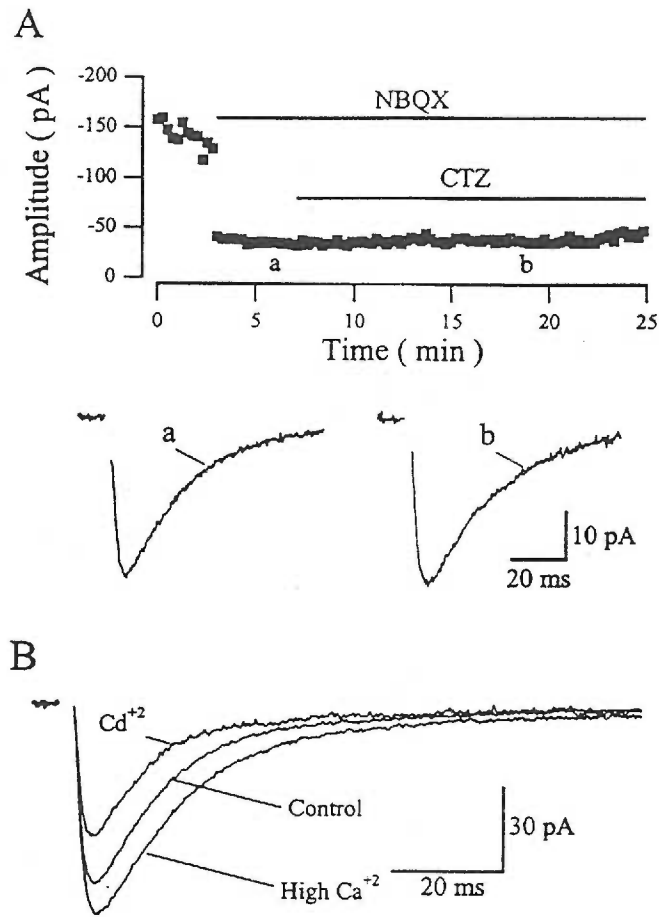 A
-200
-150
-100
-50
0
Amplitude ( pA )
NBQX
CTZ
a
b
0
5
10
15
20
25
Time ( min )
a
b
10 pA
20 ms
B
Cd+2
Control
High Ca+2
30 pA
20 ms